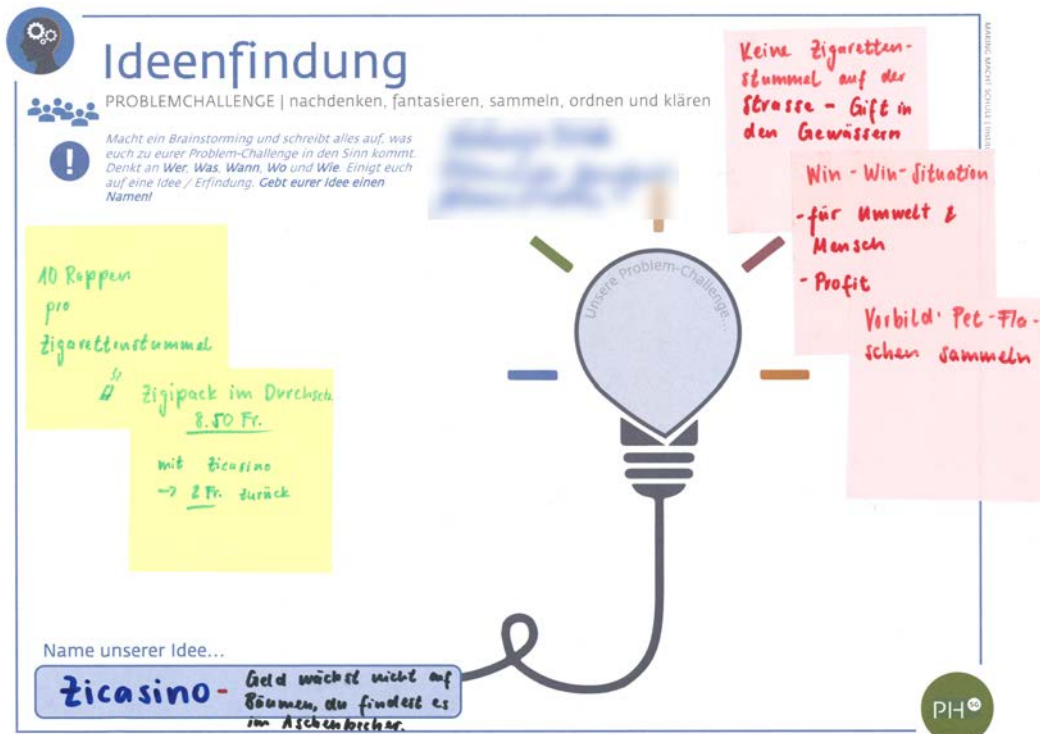 Ideenfindung
PROBLEMCHALLENGE | nachdenken, fantasieren, sammeln, ordnen und klären
Macht ein Brainstorming und schreibt alles auf, was
euch zu eurer Problem-Challenge in den Sinn kommt.
Denkt an Wer, Was, Wann, Wo und Wie. Einigt euch
auf eine Idee / Erfindung. Gebt eurer Idee einen
Namen!
Keine Zigaretten-
stummel auf der
Strasse - Gift in
den Gewässern
MAKING MACHT SCHULE
Win - Win - Situation
- für Umwelt &
Mensch
- Profit
Vorbild: Pet-Fla-
schen sammeln
10 Rappen
pro
Zigarettenstummel
Zigipack im Durchsch.
8.50 Fr.
mit Zicasino
-> 2 Fr. zurück
Unsere Problem-Challenge...
Name unserer Idee...
Zicasino - Geld wächst nicht auf
Bäumen, du findest es
im Aschenbecher.
PH SG